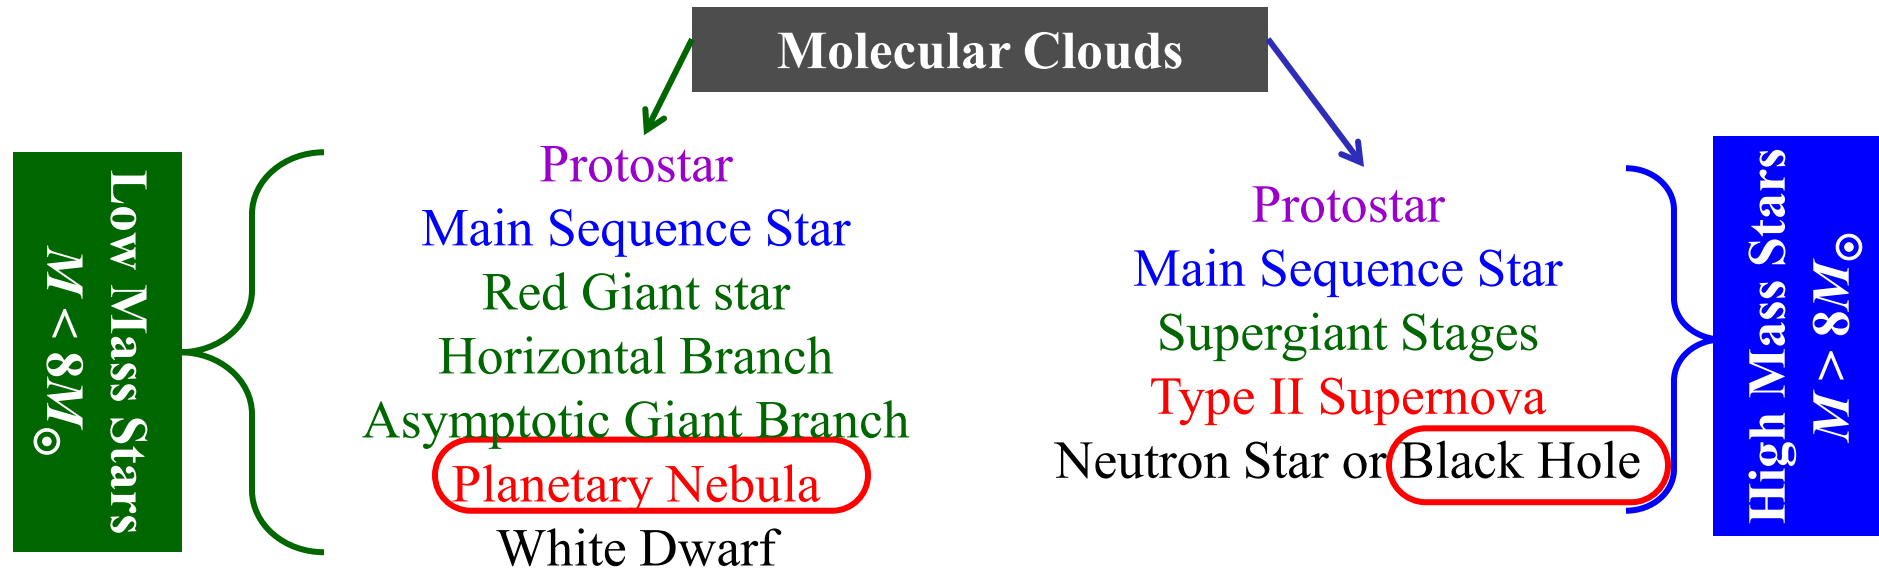 Molecular Clouds
Low Mass Stars
M < 8M☉
Protostar
Main Sequence Star
Red Giant star
Horizontal Branch
Asymptotic Giant Branch
Planetary Nebula
White Dwarf
Protostar
Main Sequence Star
Supergiant Stages
Type II Supernova
Neutron Star or Black Hole
High Mass Stars
M > 8M☉